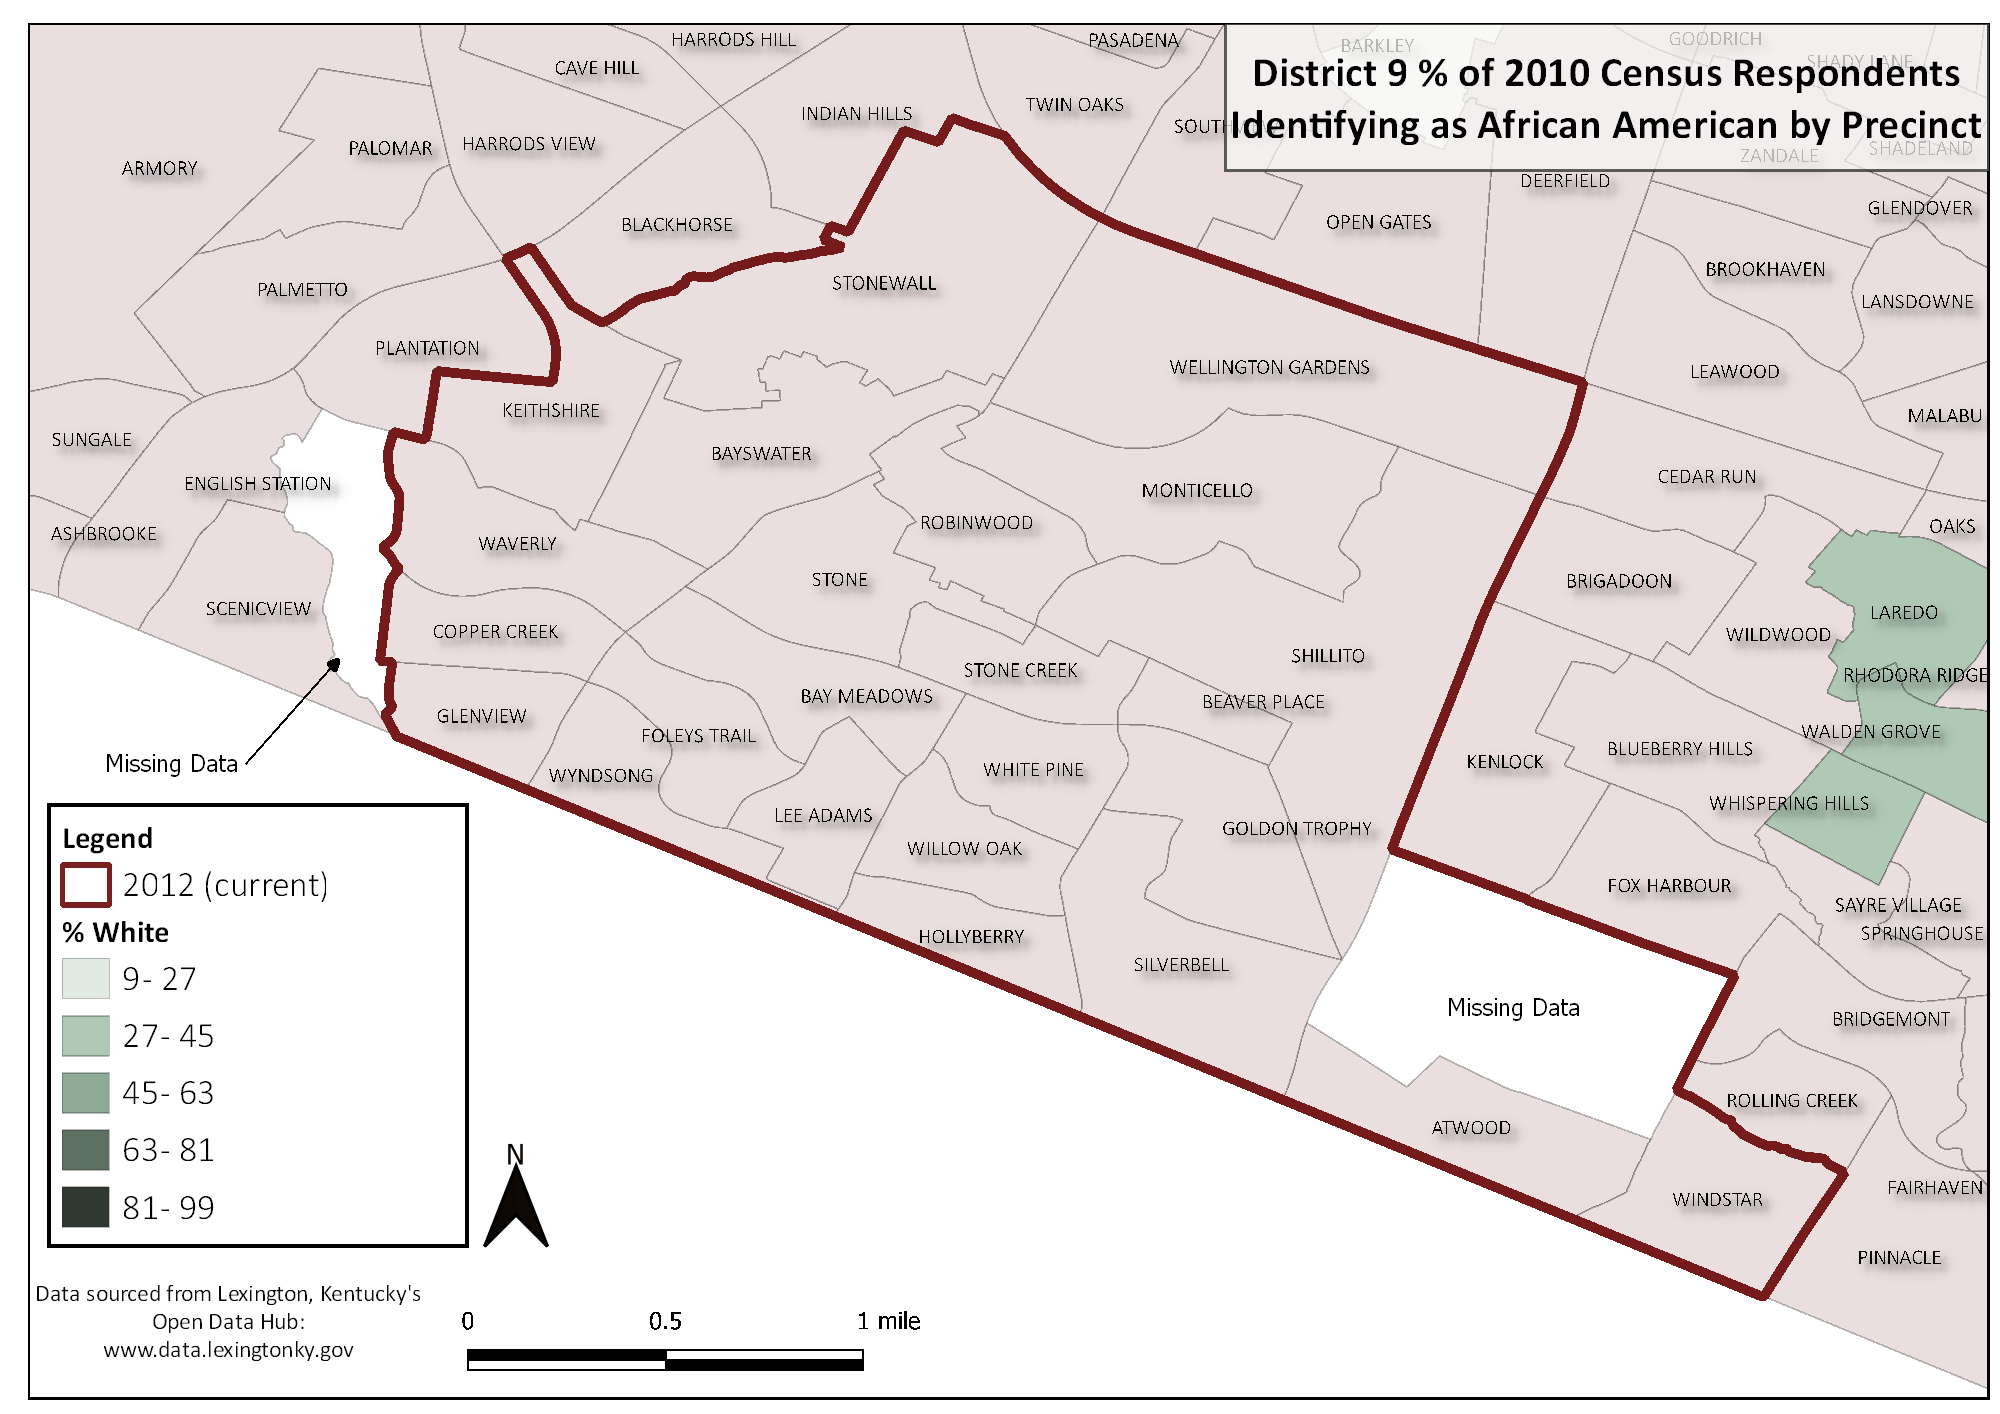 HARRODS HILL
PASADENA
BARKLEY
GOODRICH
CAVE HILL
SHADY LANE
District 9 % of 2010 Census Respondents
Identifying as African American by Precinct
INDIAN HILLS
TWIN OAKS
PALOMAR
HARRODS VIEW
ZANDALE
SHADELAND
ARMORY
DEERFIELD
BLACKHORSE
OPEN GATES
GLENDOVER
PALMETTO
STONEWALL
BROOKHAVEN
LANSDOWNE
PLANTATION
WELLINGTON GARDENS
LEAWOOD
KEITHSHIRE
MALABU
SUNGALE
BAYSWATER
ENGLISH STATION
MONTICELLO
CEDAR RUN
ASHBROOKE
WAVERLY
ROBINWOOD
OAKS
SCENICVIEW
STONE
BRIGADOON
LAREDO
COPPER CREEK
WILDWOOD
SHILLITO
STONE CREEK
RHODORA RIDGE
GLENVIEW
BAY MEADOWS
BEAVER PLACE
FOLEYS TRAIL
WALDEN GROVE
Missing Data
WYNDSONG
WHITE PINE
KENLOCK
BLUEBERRY HILLS
LEE ADAMS
WHISPERING HILLS
GOLDON TROPHY
WILLOW OAK
FOX HARBOUR
SAYRE VILLAGE
HOLLYBERRY
SPRINGHOUSE
SILVERBELL
Missing Data
BRIDGEMONT
ATWOOD
ROLLING CREEK
WINDSTAR
FAIRHAVEN
PINNACLE
Legend
2012 (current)
% White
9- 27
27- 45
45- 63
63- 81
81- 99
N
Data sourced from Lexington, Kentucky's
Open Data Hub:
www.data.lexingtonky.gov
0 0.5 1 mile